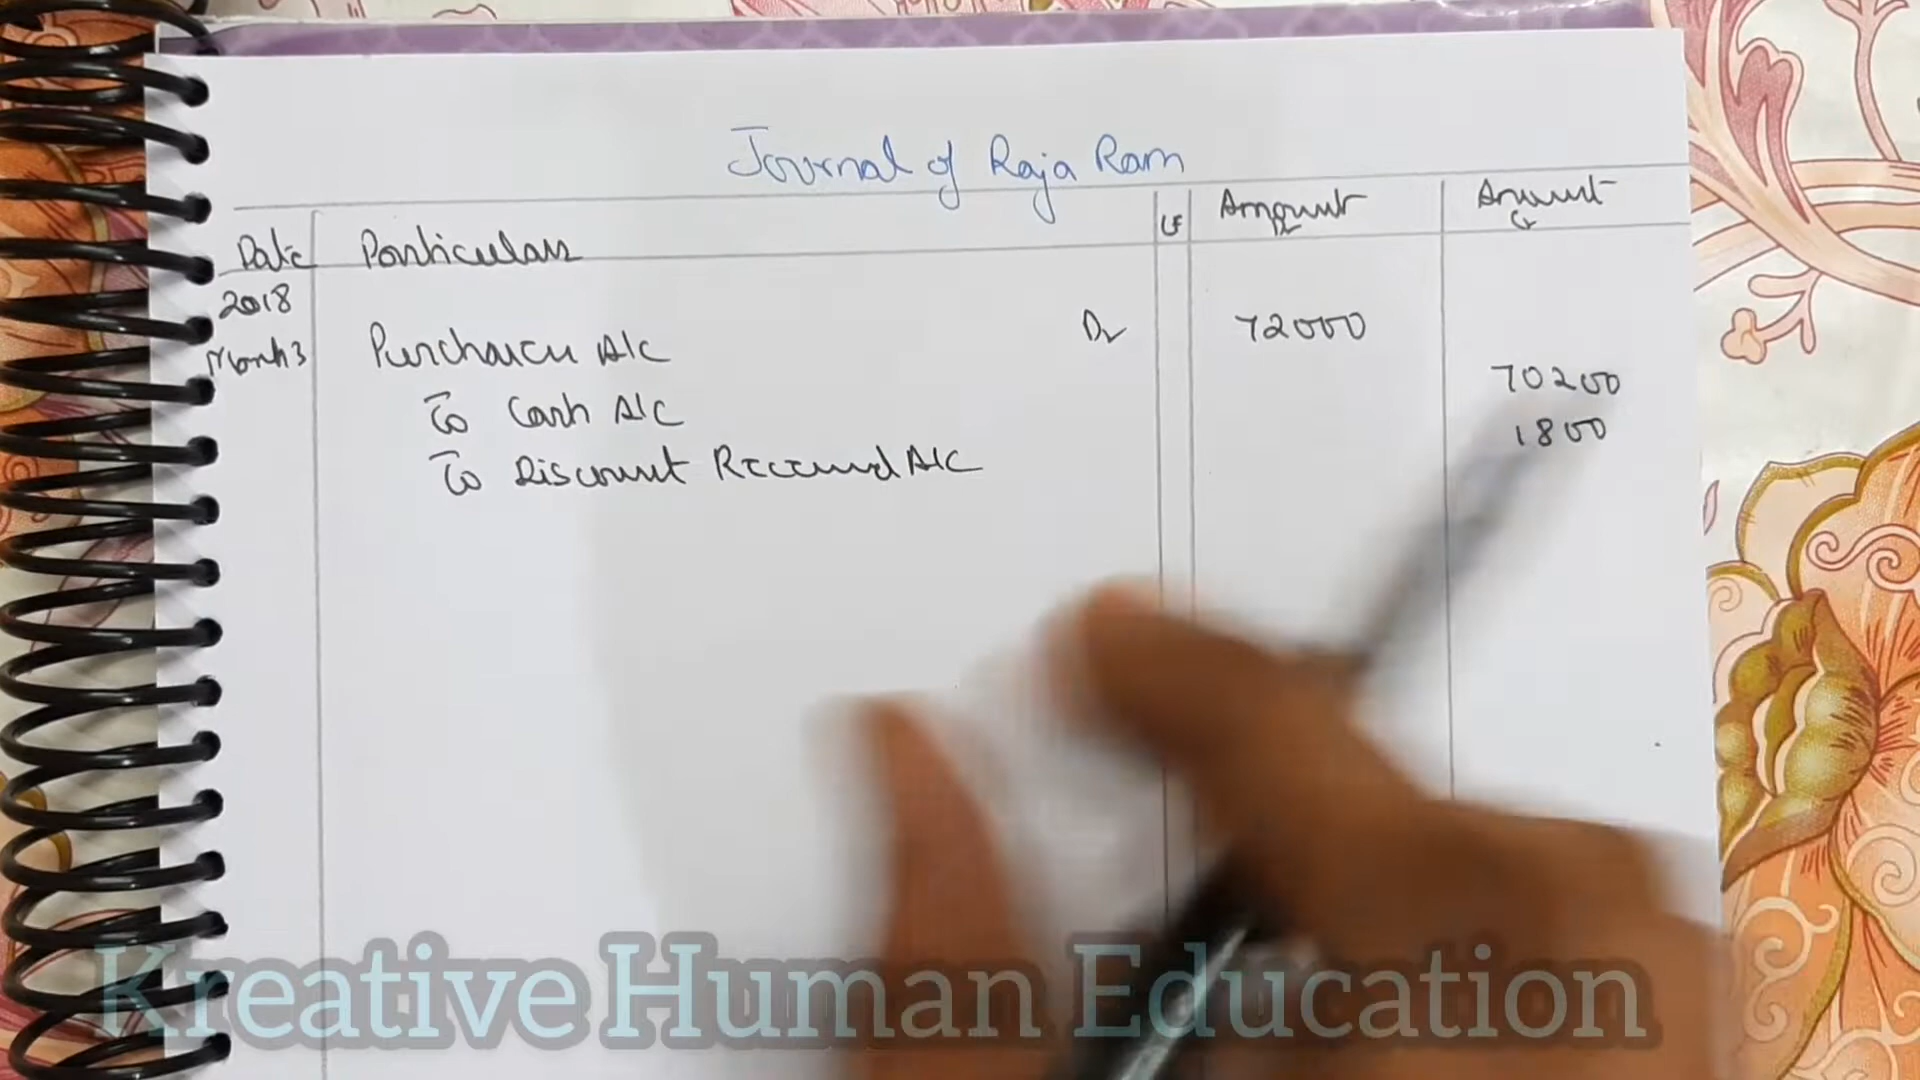 Journal of Raja Ram
Date Particulars LF Amount Dr Amount Cr
2018
March 3 Purchases A/c Dr 72000
To Cash A/c 70200
To Discount Received A/c 1800
Kreative Human Education